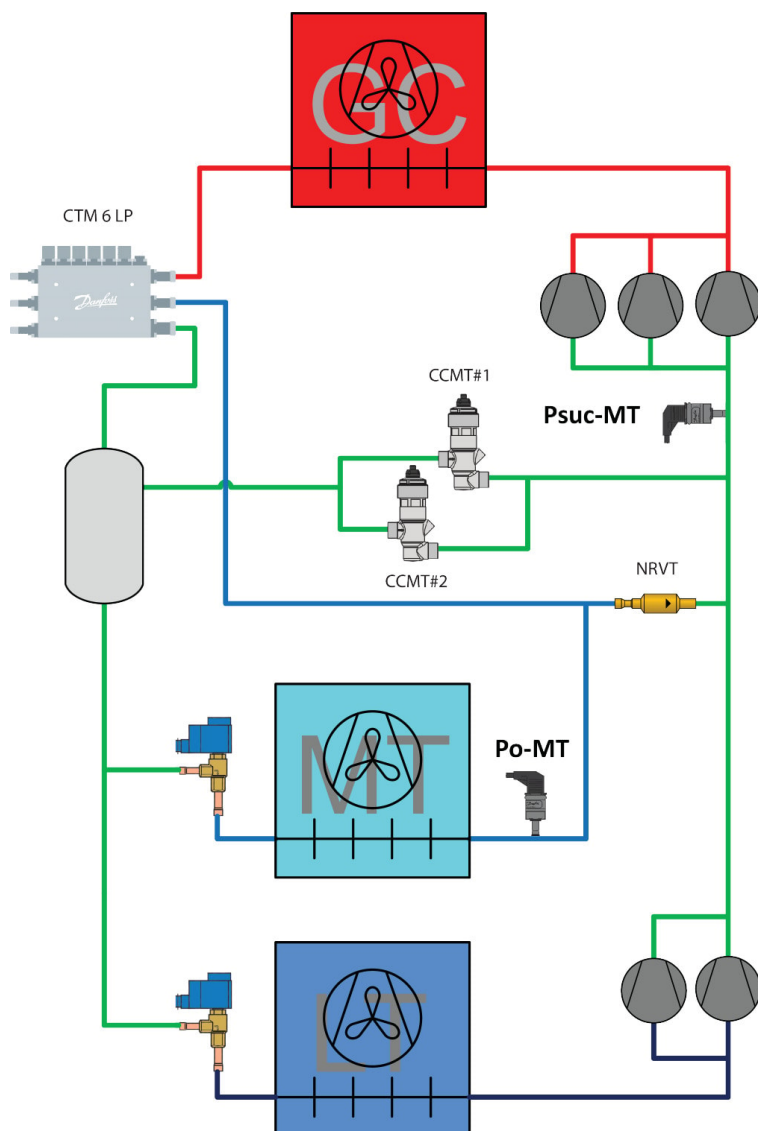 GC
CTM 6 LP
Danfoss
CCMT#1
Psuc-MT
CCMT#2
NRVT
MT
Po-MT
LT